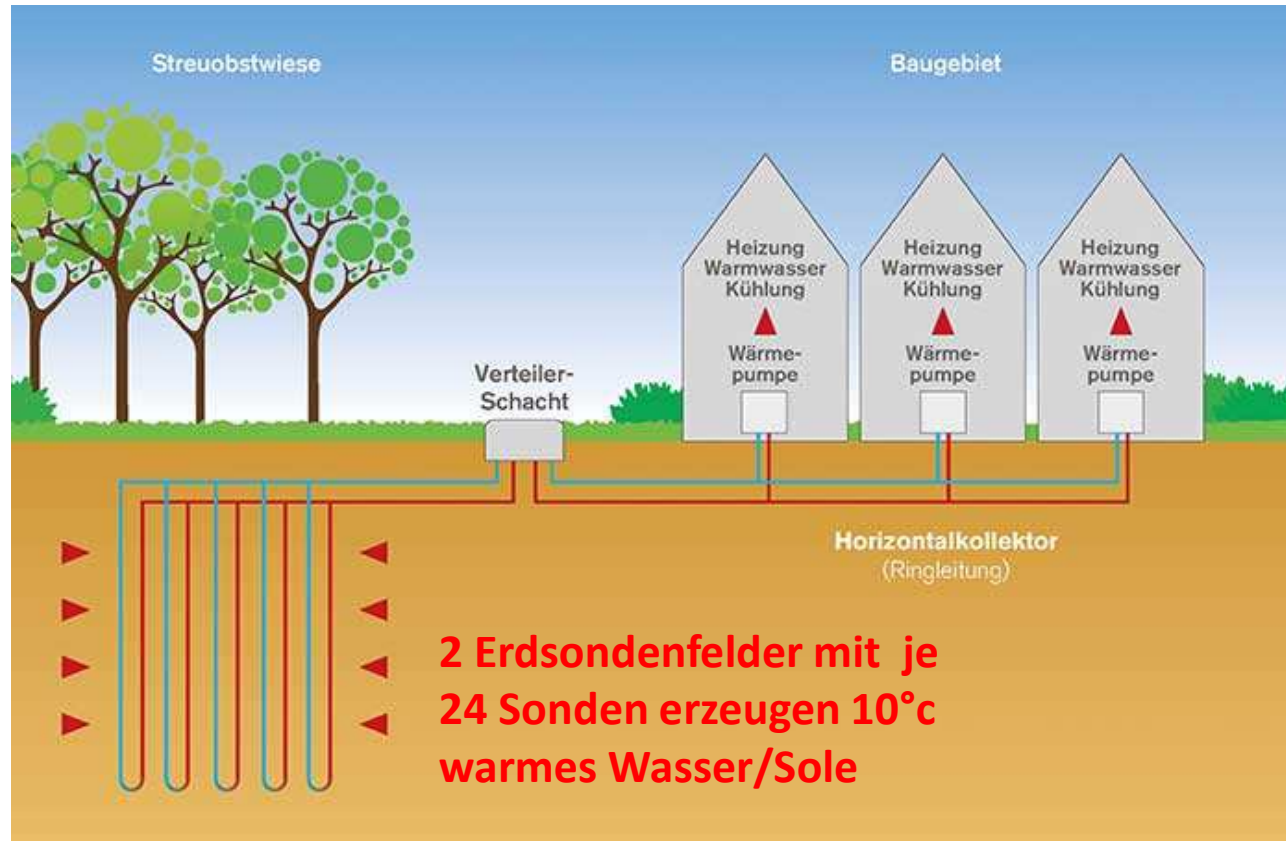 Streuobstwiese
Baugebiet
Heizung
Warmwasser
Kühlung
Wärme-
pumpe
Heizung
Warmwasser
Kühlung
Wärme-
pumpe
Heizung
Warmwasser
Kühlung
Wärme-
pumpe
Verteiler-
Schacht
Horizontalkollektor
(Ringleitung)
2 Erdsondenfelder mit  je
24 Sonden erzeugen 10°c
warmes Wasser/Sole